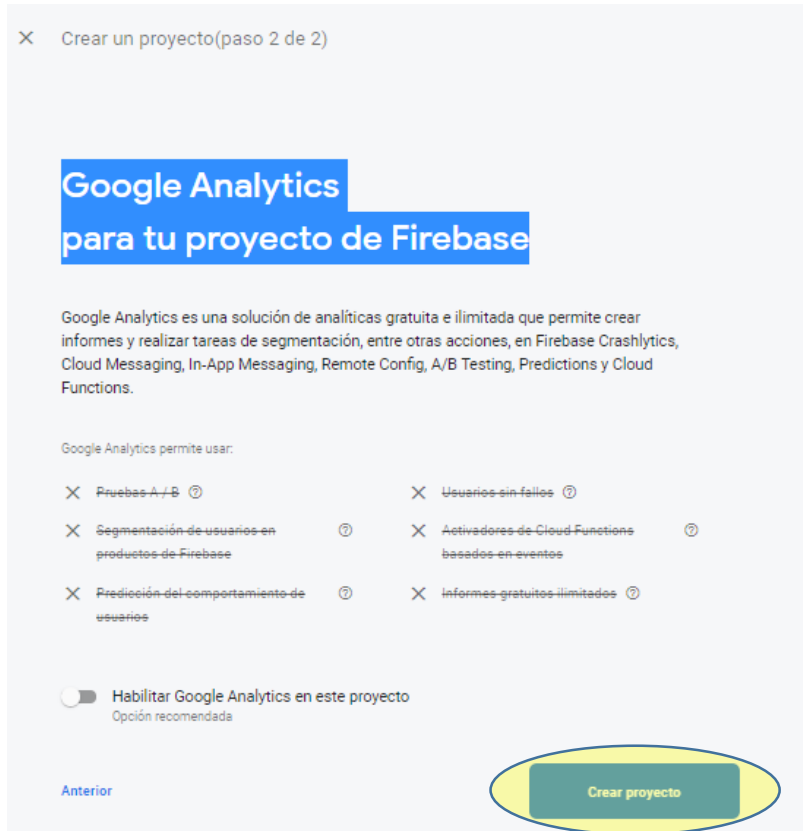 Crear un proyecto(paso 2 de 2)
Google Analytics
para tu proyecto de Firebase
Google Analytics es una solución de analíticas gratuita e ilimitada que permite crear
informes y realizar tareas de segmentación, entre otras acciones, en Firebase Crashlytics,
Cloud Messaging, In-App Messaging, Remote Config, A/B Testing, Predictions y Cloud
Functions.
Google Analytics permite usar:
Pruebas A / B
Usuarios sin fallos
Segmentación de usuarios en
productos de Firebase
Activadores de Cloud Functions
basados en eventos
Predicción del comportamiento de
usuarios
Informes gratuitos ilimitados
Habilitar Google Analytics en este proyecto
Opción recomendada
Anterior
Crear proyecto